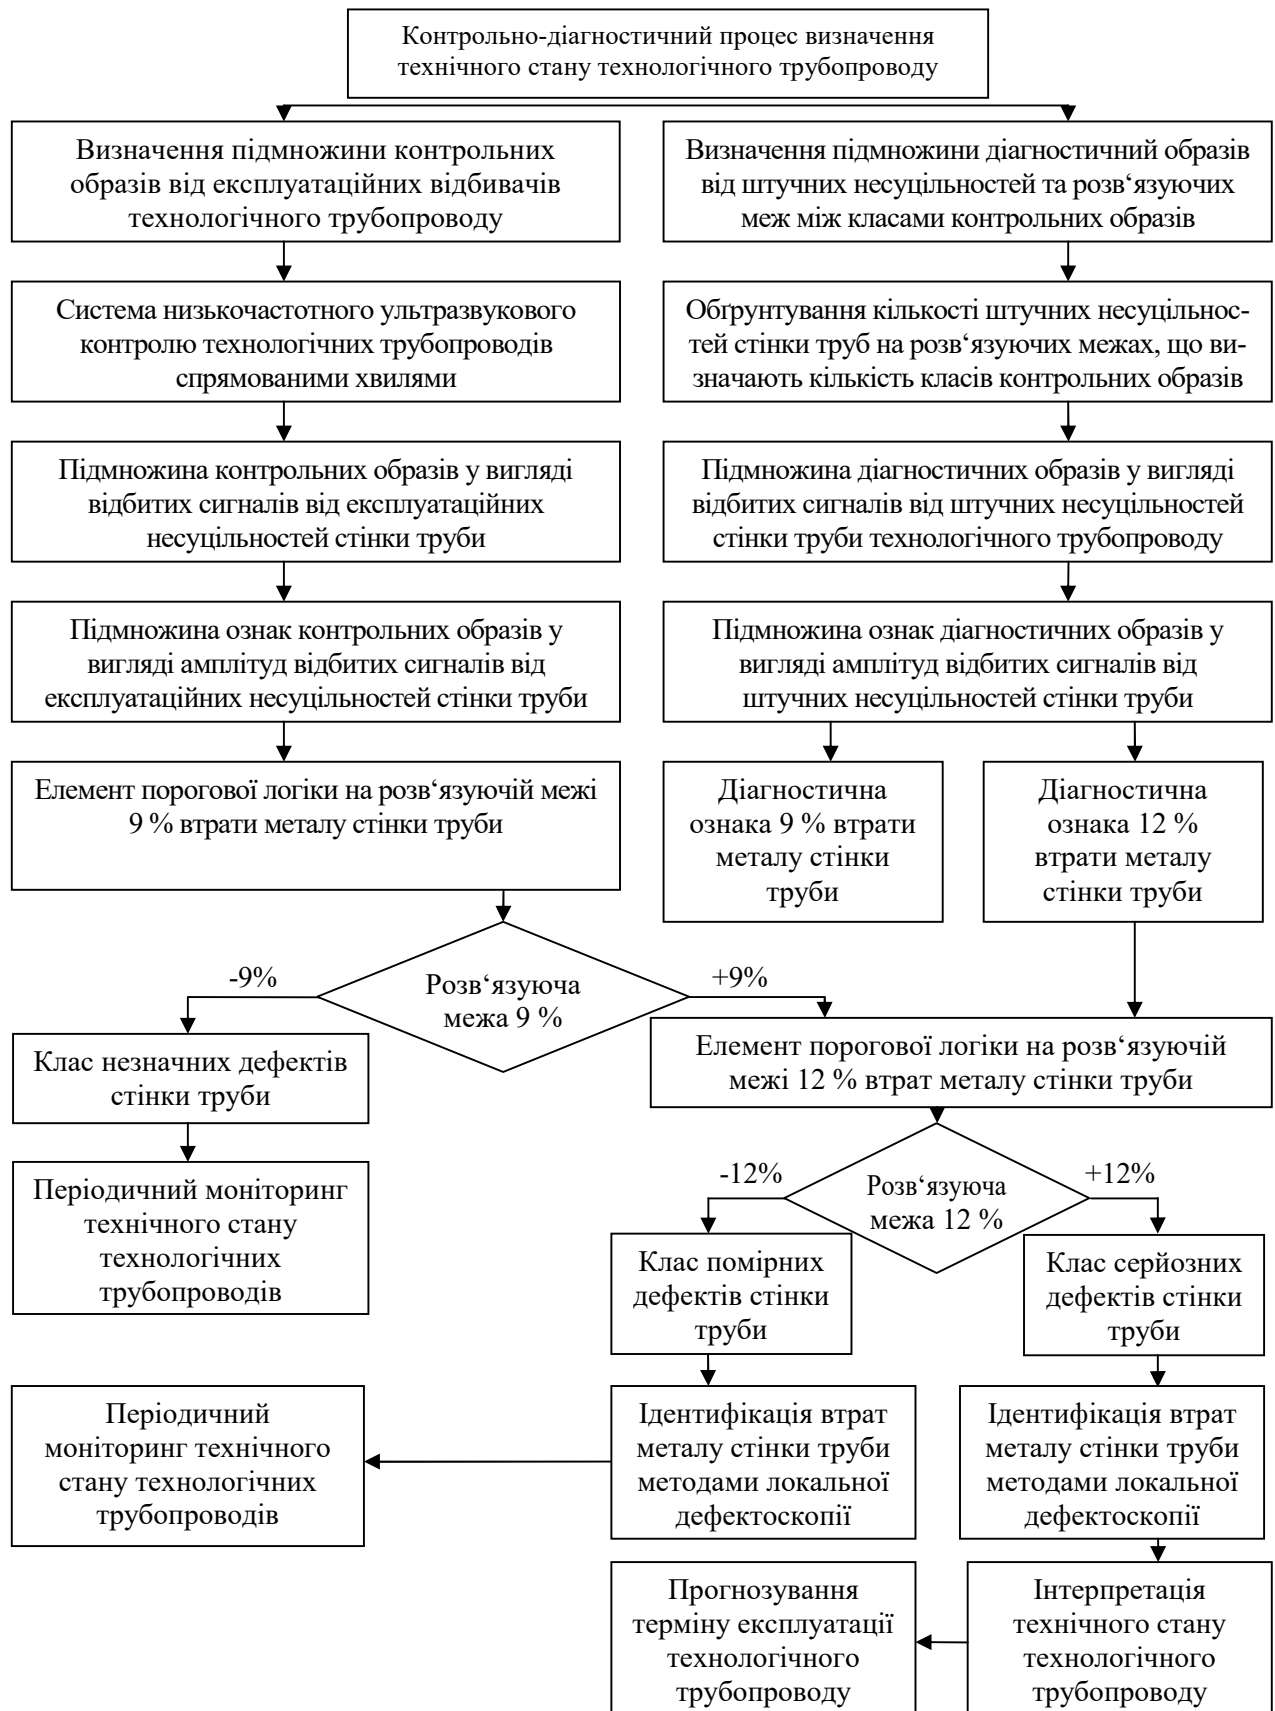 Контрольно-діагностичний процес визначення
технічного стану технологічного трубопроводу
Визначення підмножини контрольних
образів від експлуатаційних відбивачів
технологічного трубопроводу
Визначення підмножини діагностичний образів
від штучних несуцільностей та розв‘язуючих
меж між класами контрольних образів
Система низькочастотного ультразвукового
контролю технологічних трубопроводів
спрямованими хвилями
Обґрунтування кількості штучних несуцільнос-
тей стінки труб на розв‘язуючих межах, що ви-
значають кількість класів контрольних образів
Підмножина контрольних образів у вигляді
відбитих сигналів від експлуатаційних
несуцільностей стінки труби
Підмножина діагностичних образів у вигляді
відбитих сигналів від штучних несуцільностей
стінки труби технологічного трубопроводу
Підмножина ознак контрольних образів у
вигляді амплітуд відбитих сигналів від
експлуатаційних несуцільностей стінки труби
Підмножина ознак діагностичних образів у
вигляді амплітуд відбитих сигналів від
штучних несуцільностей стінки труби
Елемент порогової логіки на розв‘язуючій межі
9 % втрати металу стінки труби
Діагностична
ознака 9 % втрати
металу стінки
труби
Діагностична
ознака 12 %
втрати металу
стінки труби
-9%
Розв‘язуюча
межа 9 %
+9%
Клас незначних дефектів
стінки труби
Елемент порогової логіки на розв‘язуючій
межі 12 % втрат металу стінки труби
Періодичний моніторинг
технічного стану
технологічних
трубопроводів
-12%
Розв‘язуюча
межа 12 %
+12%
Клас помірних
дефектів стінки
труби
Клас серйозних
дефектів стінки
труби
Періодичний
моніторинг технічного
стану технологічних
трубопроводів
Ідентифікація втрат
металу стінки труби
методами локальної
дефектоскопії
Ідентифікація втрат
металу стінки труби
методами локальної
дефектоскопії
Прогнозування
терміну експлуатації
технологічного
трубопроводу
Інтерпретація
технічного стану
технологічного
трубопроводу